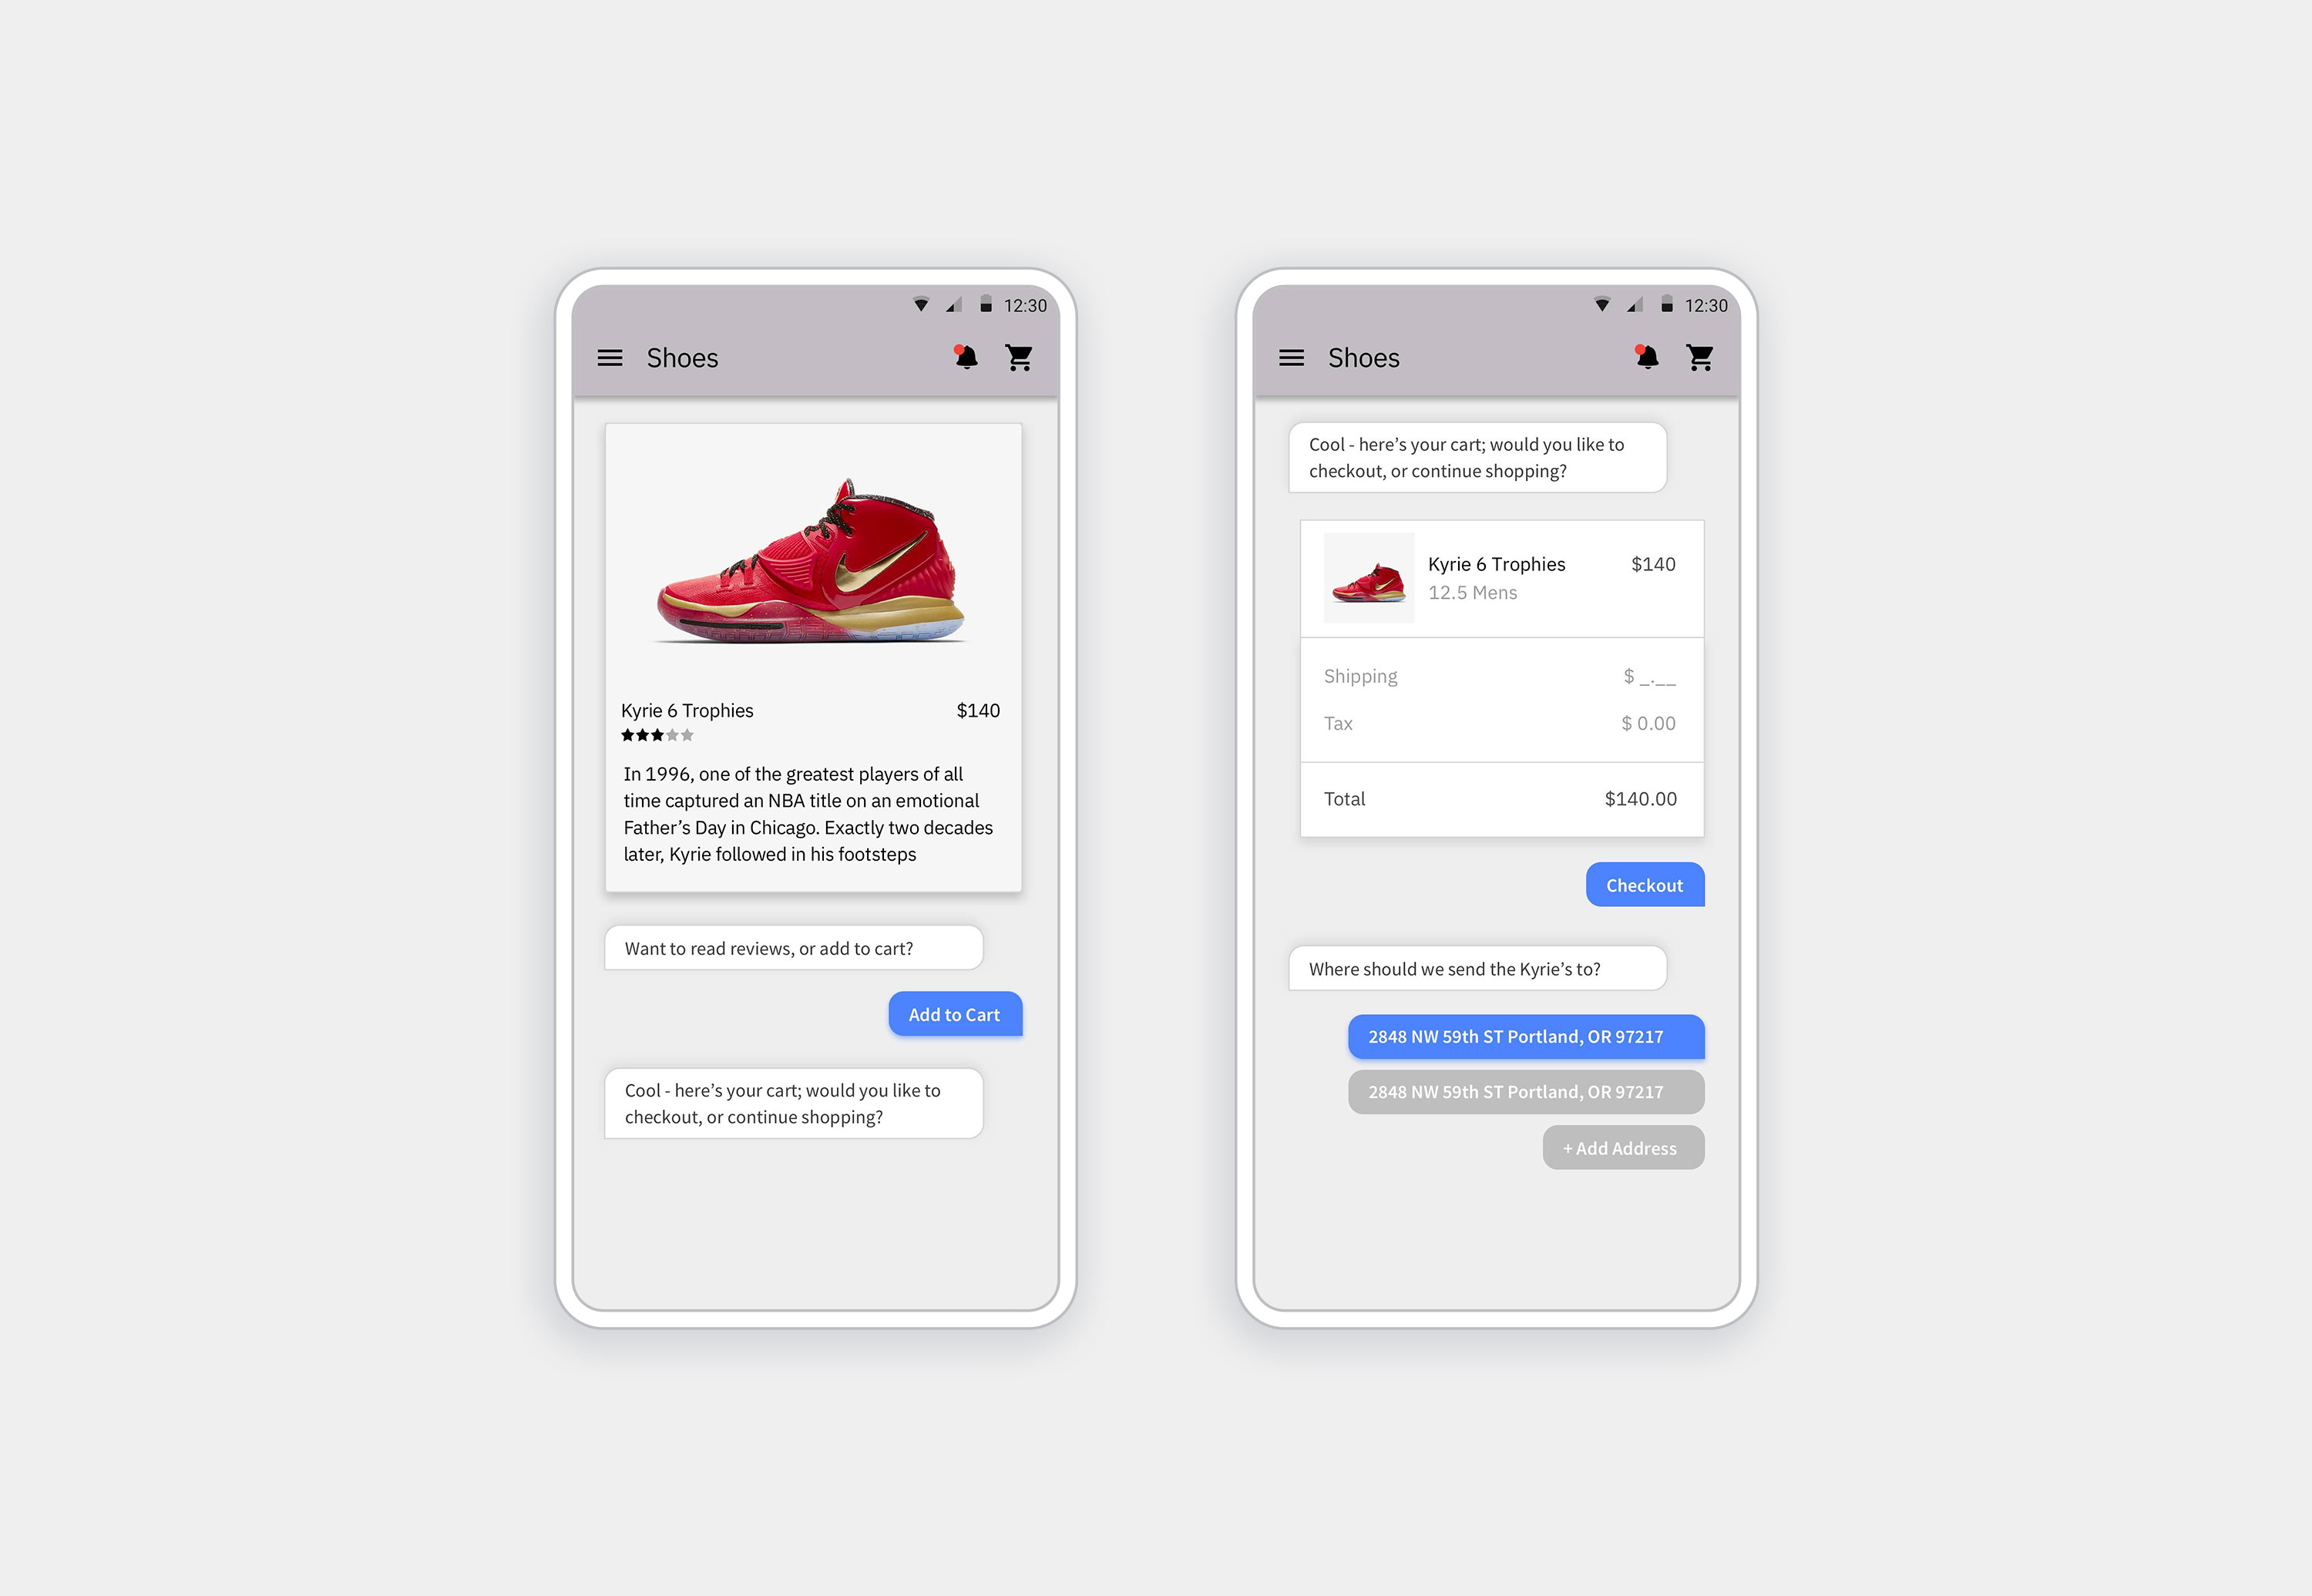 12:30
Shoes
Kyrie 6 Trophies $140
In 1996, one of the greatest players of all
time captured an NBA title on an emotional
Father’s Day in Chicago. Exactly two decades
later, Kyrie followed in his footsteps
Want to read reviews, or add to cart?
Add to Cart
Cool - here’s your cart; would you like to
checkout, or continue shopping?
12:30
Shoes
Cool - here’s your cart; would you like to
checkout, or continue shopping?
Kyrie 6 Trophies $140
12.5 Mens
Shipping $ _.__
Tax $ 0.00
Total $140.00
Checkout
Where should we send the Kyrie’s to?
2848 NW 59th ST Portland, OR 97217
2848 NW 59th ST Portland, OR 97217
+ Add Address